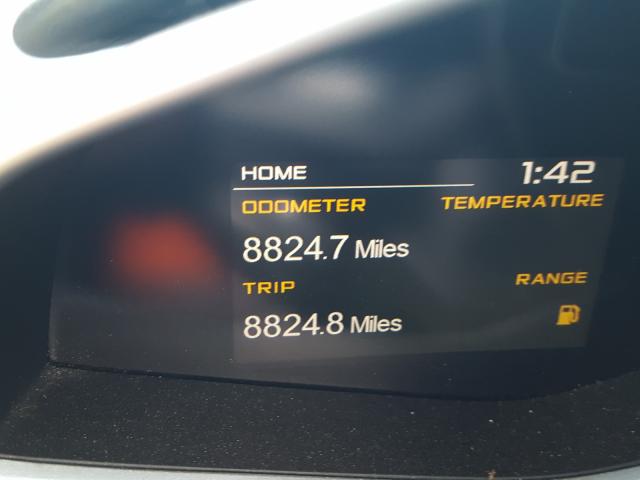 HOME 1:42
ODOMETER TEMPERATURE
8824.7 Miles
TRIP RANGE
8824.8 Miles